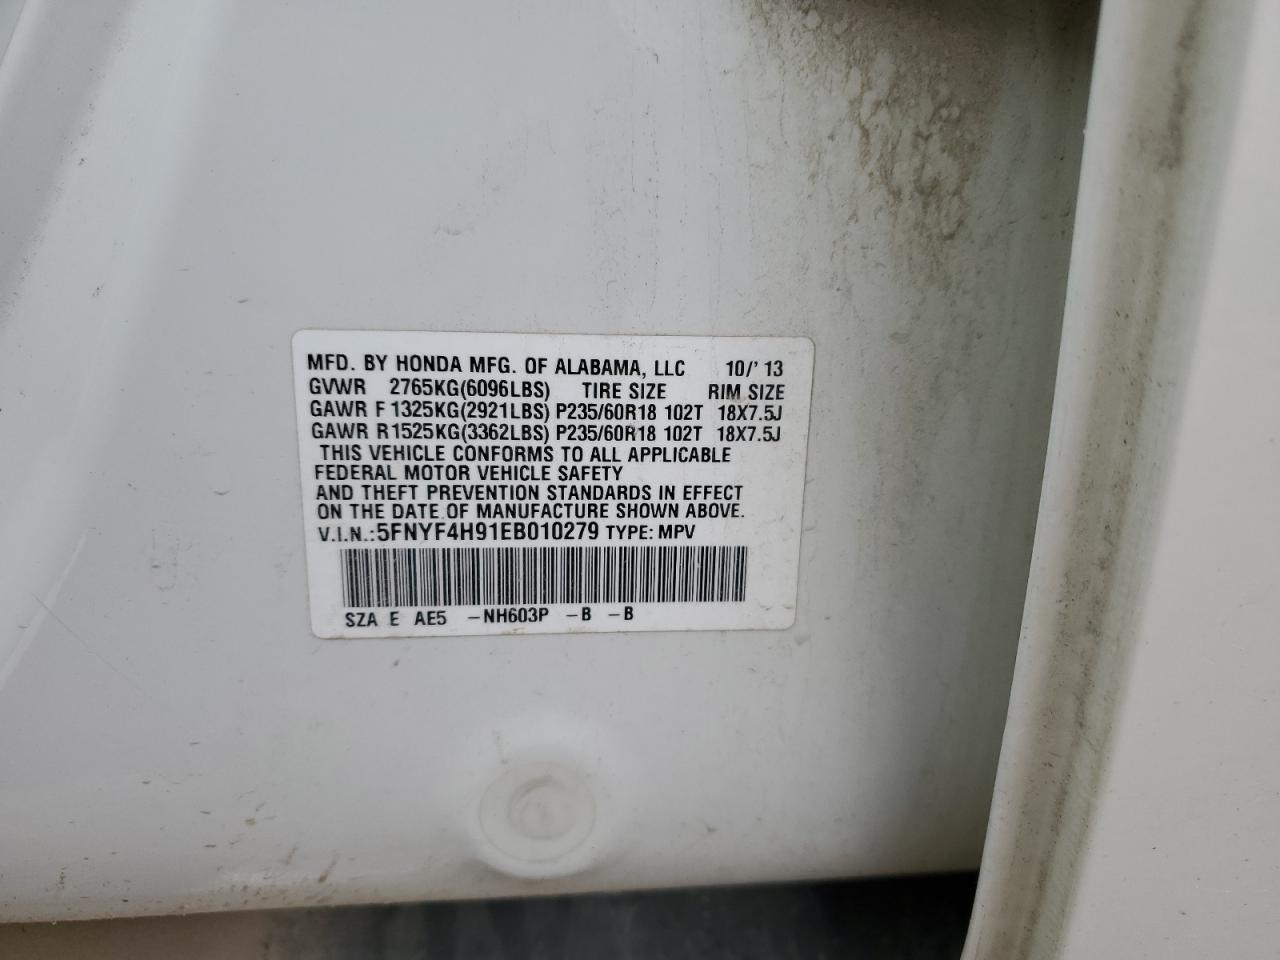 MFD. BY HONDA MFG. OF ALABAMA, LLC 10/'13
GVWR 2765KG(6096LBS) TIRE SIZE RIM SIZE
GAWR F 1325KG(2921LBS) P235/60R18 102T 18X7.5J
GAWR R1525KG(3362LBS) P235/60R18 102T 18X7.5J
THIS VEHICLE CONFORMS TO ALL APPLICABLE
FEDERAL MOTOR VEHICLE SAFETY
AND THEFT PREVENTION STANDARDS IN EFFECT
ON THE DATE OF MANUFACTURE SHOWN ABOVE.
V.I.N.:5FNYF4H91EB010279 TYPE: MPV
SZA E AE5 -NH603P -B -B